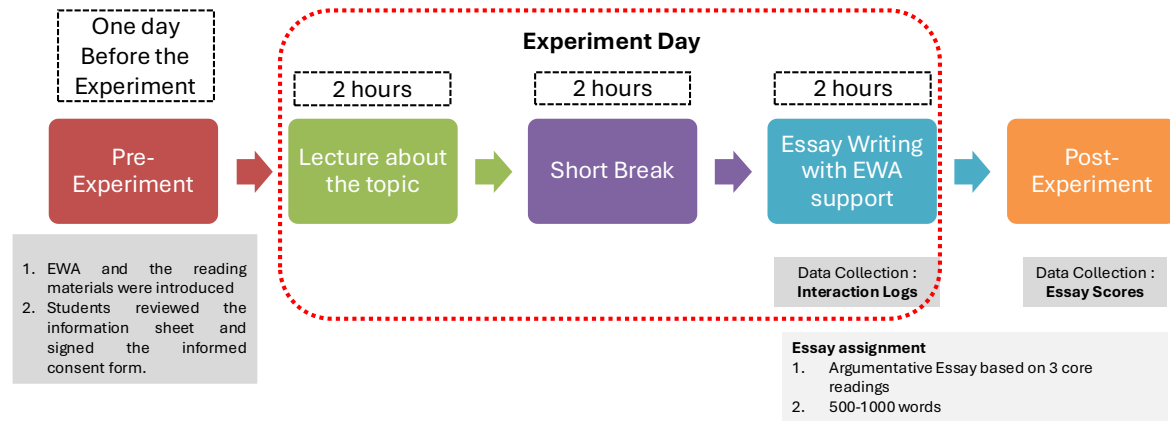 One day
Before the
Experiment
Experiment Day
2 hours
2 hours
2 hours
Pre-
Experiment
Lecture about
the topic
Short Break
Essay Writing
with EWA
support
Post-
Experiment
1. EWA and the reading
materials were introduced
2. Students reviewed the
information sheet and
signed the informed
consent form.
Data Collection :
Interaction Logs
Data Collection :
Essay Scores
Essay assignment
1. Argumentative Essay based on 3 core
readings
2. 500-1000 words